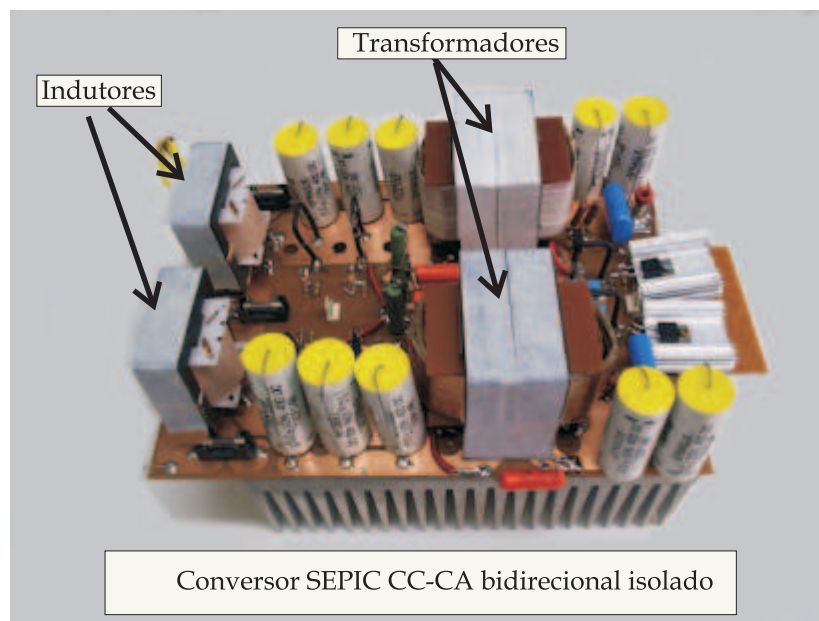 Transformadores
Indutores
Conversor SEPIC CC-CA bidirecional isolado